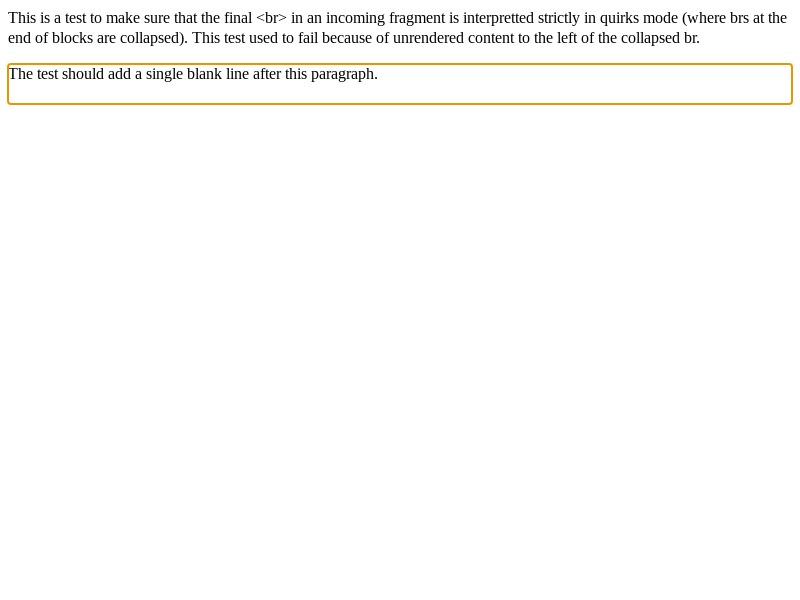 This is a test to make sure that the final <br> in an incoming fragment is interpretted strictly in quirks mode (where brs at the
end of blocks are collapsed). This test used to fail because of unrendered content to the left of the collapsed br.
The test should add a single blank line after this paragraph.